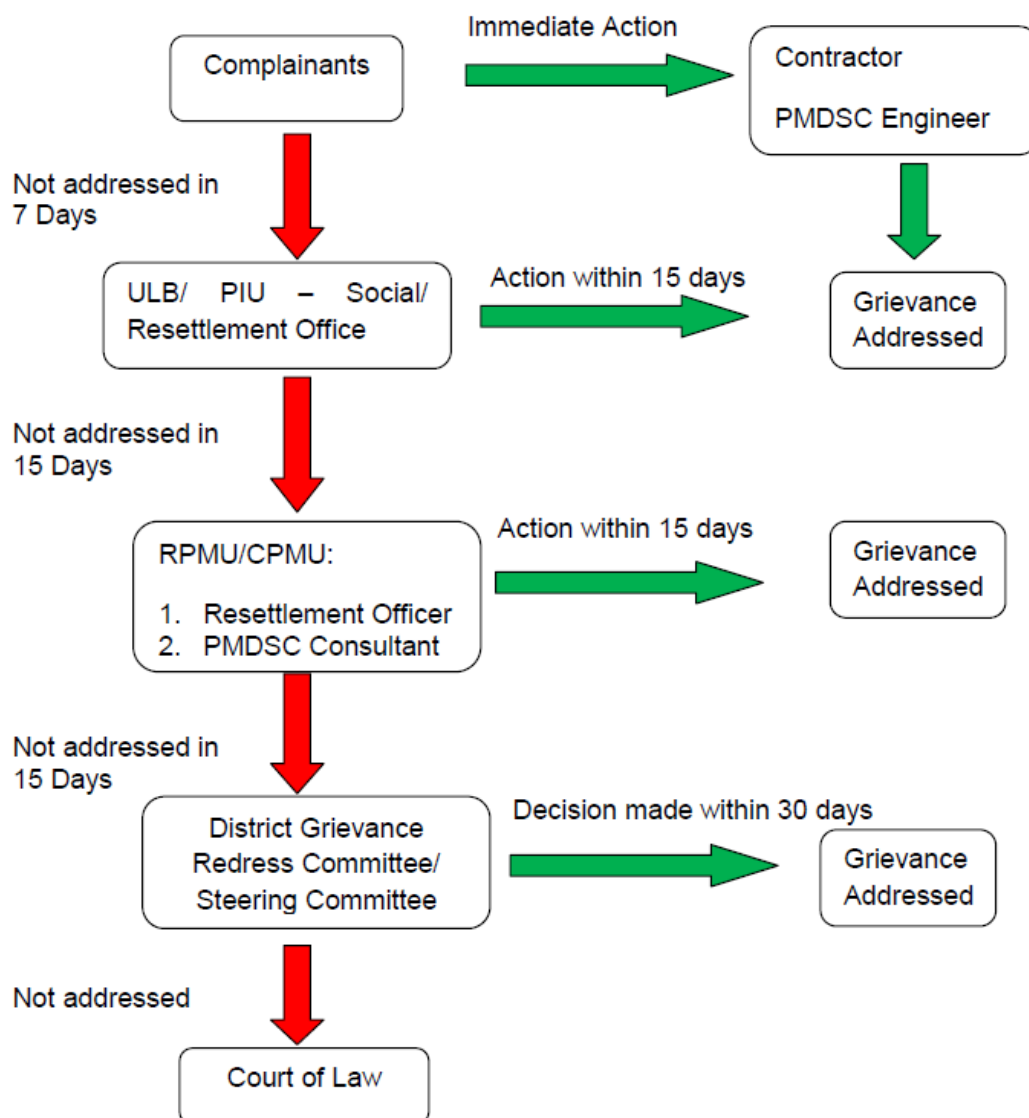 Immediate Action
Complainants
Contractor
PMDSC Engineer
Not addressed in
7 Days
ULB/ PIU – Social/
Resettlement Office
Action within 15 days
Grievance
Addressed
Not addressed in
15 Days
RPMU/CPMU:
1. Resettlement Officer
2. PMDSC Consultant
Action within 15 days
Grievance
Addressed
Not addressed in
15 Days
District Grievance
Redress Committee/
Steering Committee
Decision made within 30 days
Grievance
Addressed
Not addressed
Court of Law